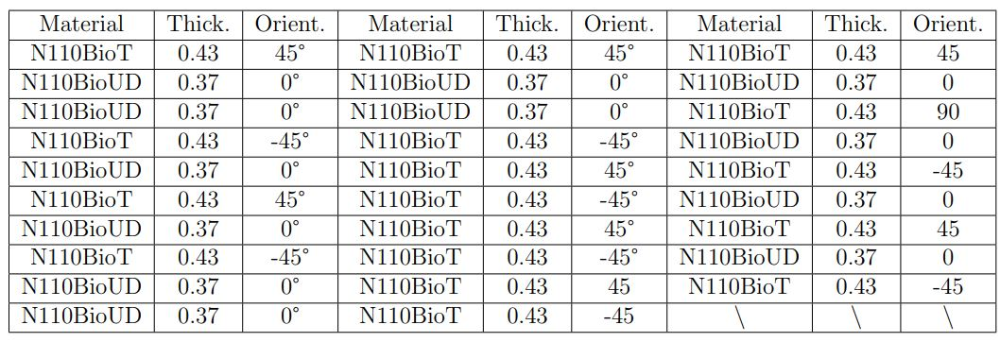 Material Thick. Orient. Material Thick. Orient. Material Thick. Orient.
N110BioT 0.43 45° N110BioT 0.43 45° N110BioT 0.43 45
N110BioUD 0.37 0° N110BioUD 0.37 0° N110BioUD 0.37 0
N110BioUD 0.37 0° N110BioUD 0.37 0° N110BioT 0.43 90
N110BioT 0.43 -45° N110BioT 0.43 -45° N110BioUD 0.37 0
N110BioUD 0.37 0° N110BioT 0.43 45° N110BioT 0.43 -45
N110BioT 0.43 45° N110BioT 0.43 -45° N110BioUD 0.37 0
N110BioUD 0.37 0° N110BioT 0.43 45° N110BioT 0.43 45
N110BioT 0.43 -45° N110BioT 0.43 -45° N110BioUD 0.37 0
N110BioUD 0.37 0° N110BioT 0.43 45 N110BioT 0.43 -45
N110BioUD 0.37 0° N110BioT 0.43 -45 \ \ \